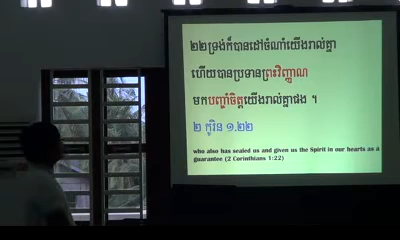 ២២ទ្រង់ក៏បានដៅចំណាំយើងរាល់គ្នា
ហើយបានប្រទានព្រះវិញ្ញាណ
មកបញ្ចាំចិត្តយើងរាល់គ្នាផង ។
២ កូរិន ១.២២
who also has sealed us and given us the Spirit in our hearts as a
guarantee (2 Corinthians 1:22)